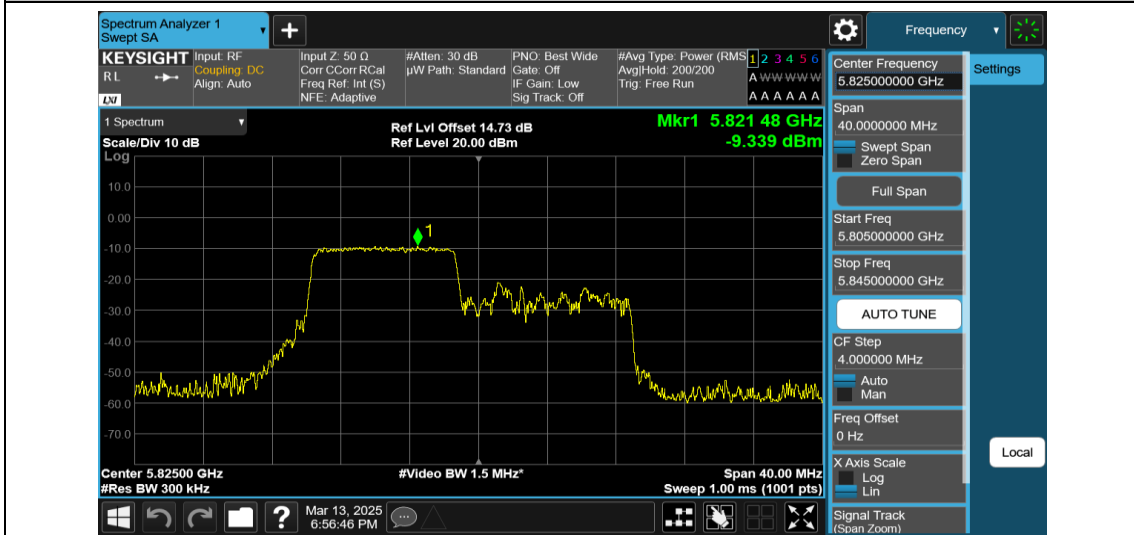 Spectrum Analyzer 1
Swept SA
Frequency
KEYSIGHT
RL
LXI
Input: RF
Coupling: DC
Align: Auto
Input Z: 50 Ω
Corr CCorr RCal
Freq Ref: Int (S)
NFE: Adaptive
#Atten: 30 dB
µW Path: Standard
PNO: Best Wide
Gate: Off
IF Gain: Low
Sig Track: Off
#Avg Type: Power (RMS
Avg|Hold: 200/200
Trig: Free Run
1 2 3 4 5 6
A W W W W W
A A A A A A
1 Spectrum
Scale/Div 10 dB
Log
Ref Lvl Offset 14.73 dB
Ref Level 20.00 dBm
Mkr1 5.821 48 GHz
-9.339 dBm
1
10.0
0.00
-10.0
-20.0
-30.0
-40.0
-50.0
-60.0
-70.0
Center 5.82500 GHz
#Res BW 300 kHz
#Video BW 1.5 MHz*
Span 40.00 MHz
Sweep 1.00 ms (1001 pts)
Center Frequency
5.825000000 GHz
Settings
Span
40.0000000 MHz
Swept Span
Zero Span
Full Span
Start Freq
5.805000000 GHz
Stop Freq
5.845000000 GHz
AUTO TUNE
CF Step
4.000000 MHz
Auto
Man
Freq Offset
0 Hz
X Axis Scale
Log
Lin
Signal Track
(Span Zoom)
Local
?
Mar 13, 2025
6:56:46 PM